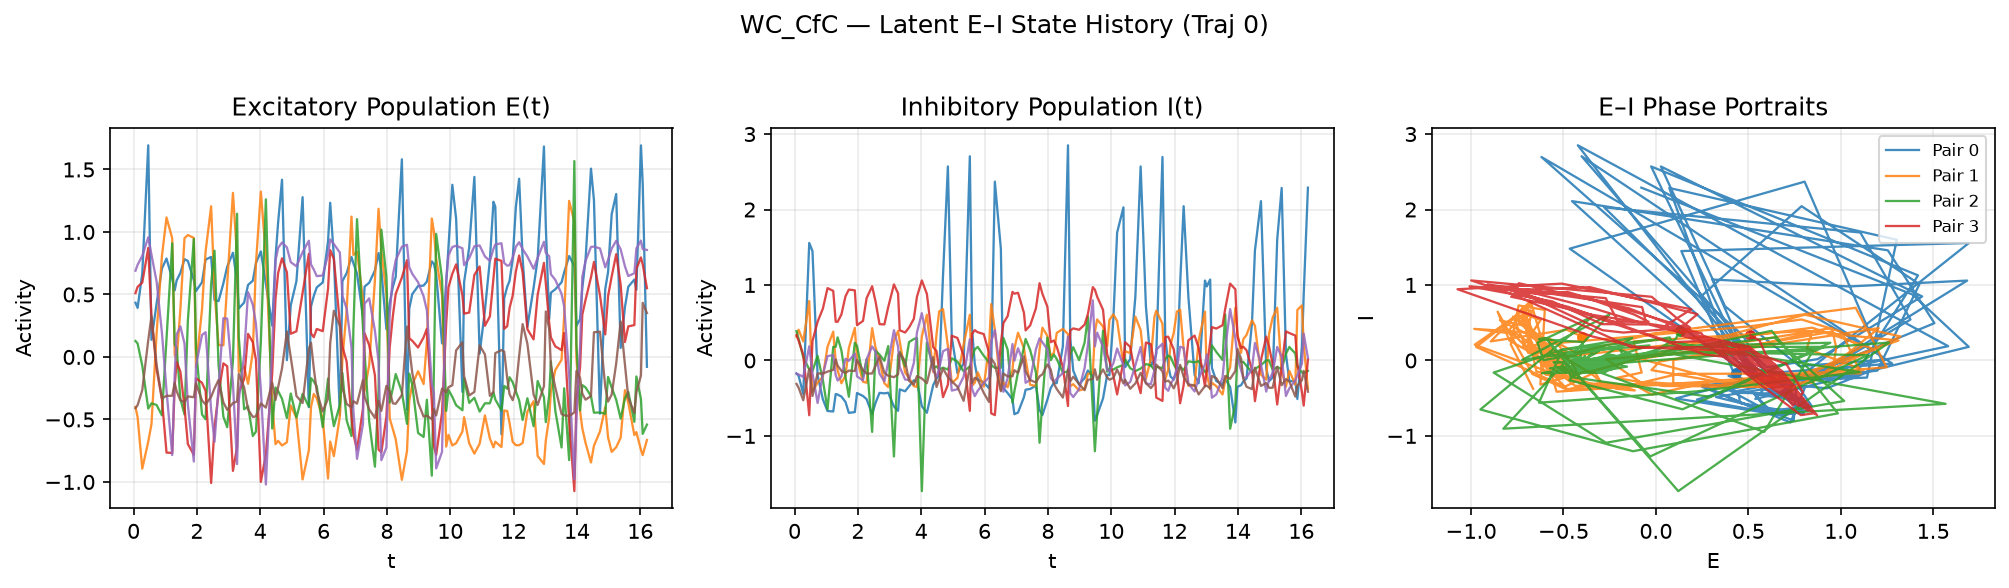 WC_CfC — Latent E–I State History (Traj 0)
Excitatory Population E(t)
Activity
1.5
1.0
0.5
0.0
−0.5
−1.0
0 2 4 6 8 10 12 14 16
t
Inhibitory Population I(t)
Activity
3
2
1
0
−1
0 2 4 6 8 10 12 14 16
t
E–I Phase Portraits
I
3
2
1
0
−1
Pair 0
Pair 1
Pair 2
Pair 3
−1.0 −0.5 0.0 0.5 1.0 1.5
E